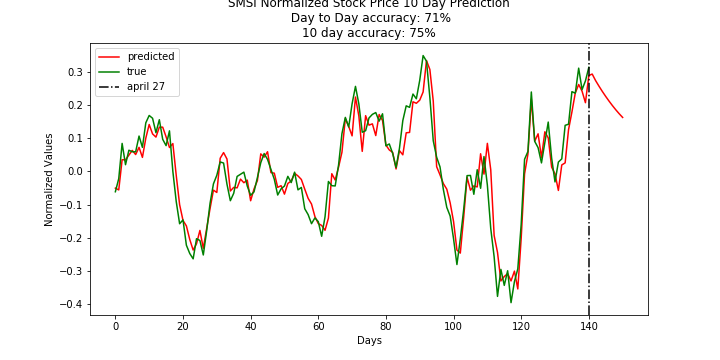 SMSI Normalized Stock Price 10 Day Prediction
Day to Day accuracy: 71%
10 day accuracy: 75%
predicted
true
april 27
Normalized Values
0.3
0.2
0.1
0.0
−0.1
−0.2
−0.3
−0.4
0 20 40 60 80 100 120 140
Days